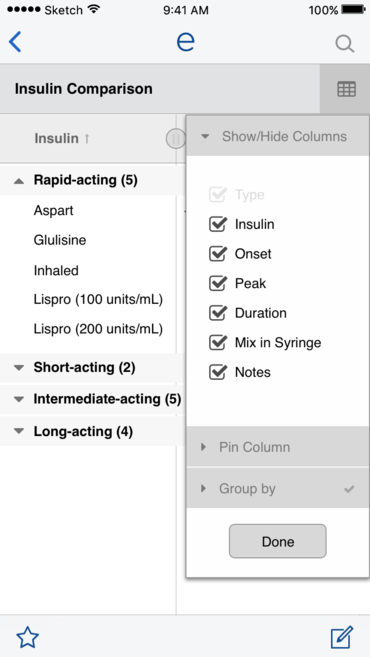 Sketch 9:41 AM 100%
e
Insulin Comparison
Insulin ↑
Show/Hide Columns
Rapid-acting (5)
Type
Aspart
Insulin
Glulisine
Onset
Inhaled
Peak
Lispro (100 units/mL)
Duration
Lispro (200 units/mL)
Mix in Syringe
Short-acting (2)
Notes
Intermediate-acting (5)
Long-acting (4)
Pin Column
Group by
Done